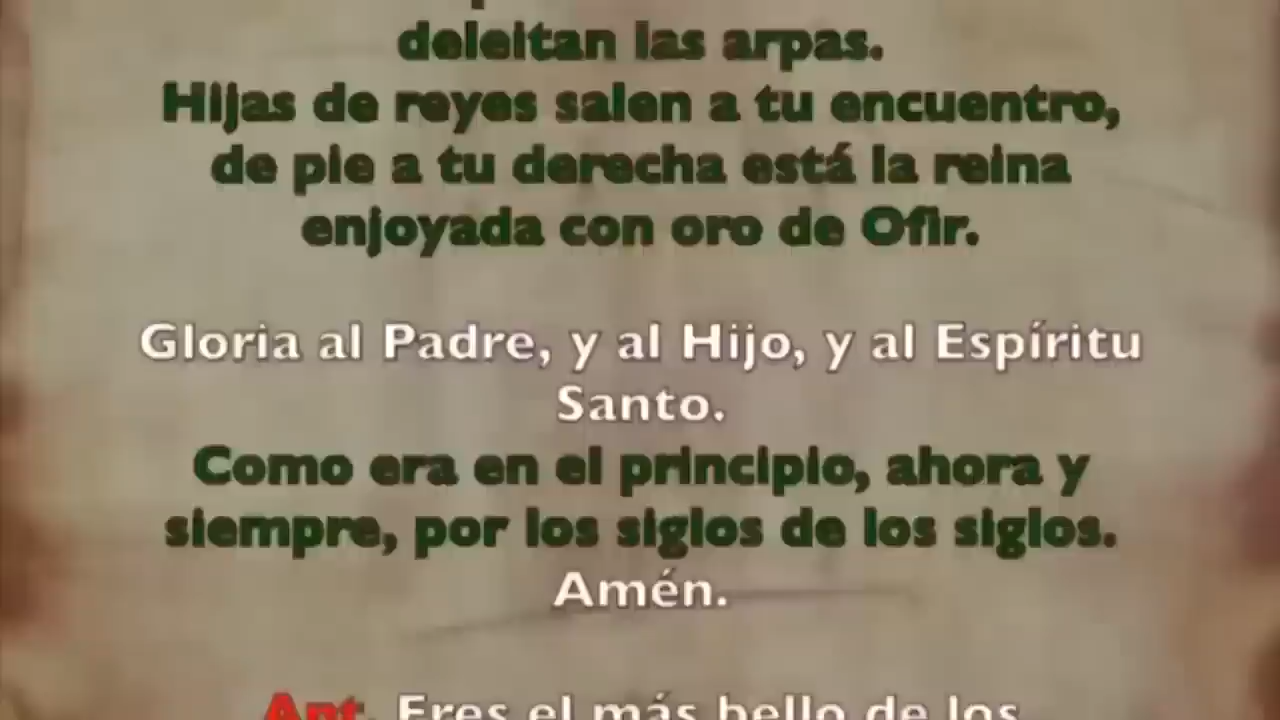 deleitan las arpas.
Hijas de reyes salen a tu encuentro,
de pie a tu derecha está la reina
enjoyada con oro de Ofir.
Gloria al Padre, y al Hijo, y al Espíritu
Santo.
Como era en el principio, ahora y
siempre, por los siglos de los siglos.
Amén.
Ant. Eres el más bello de los